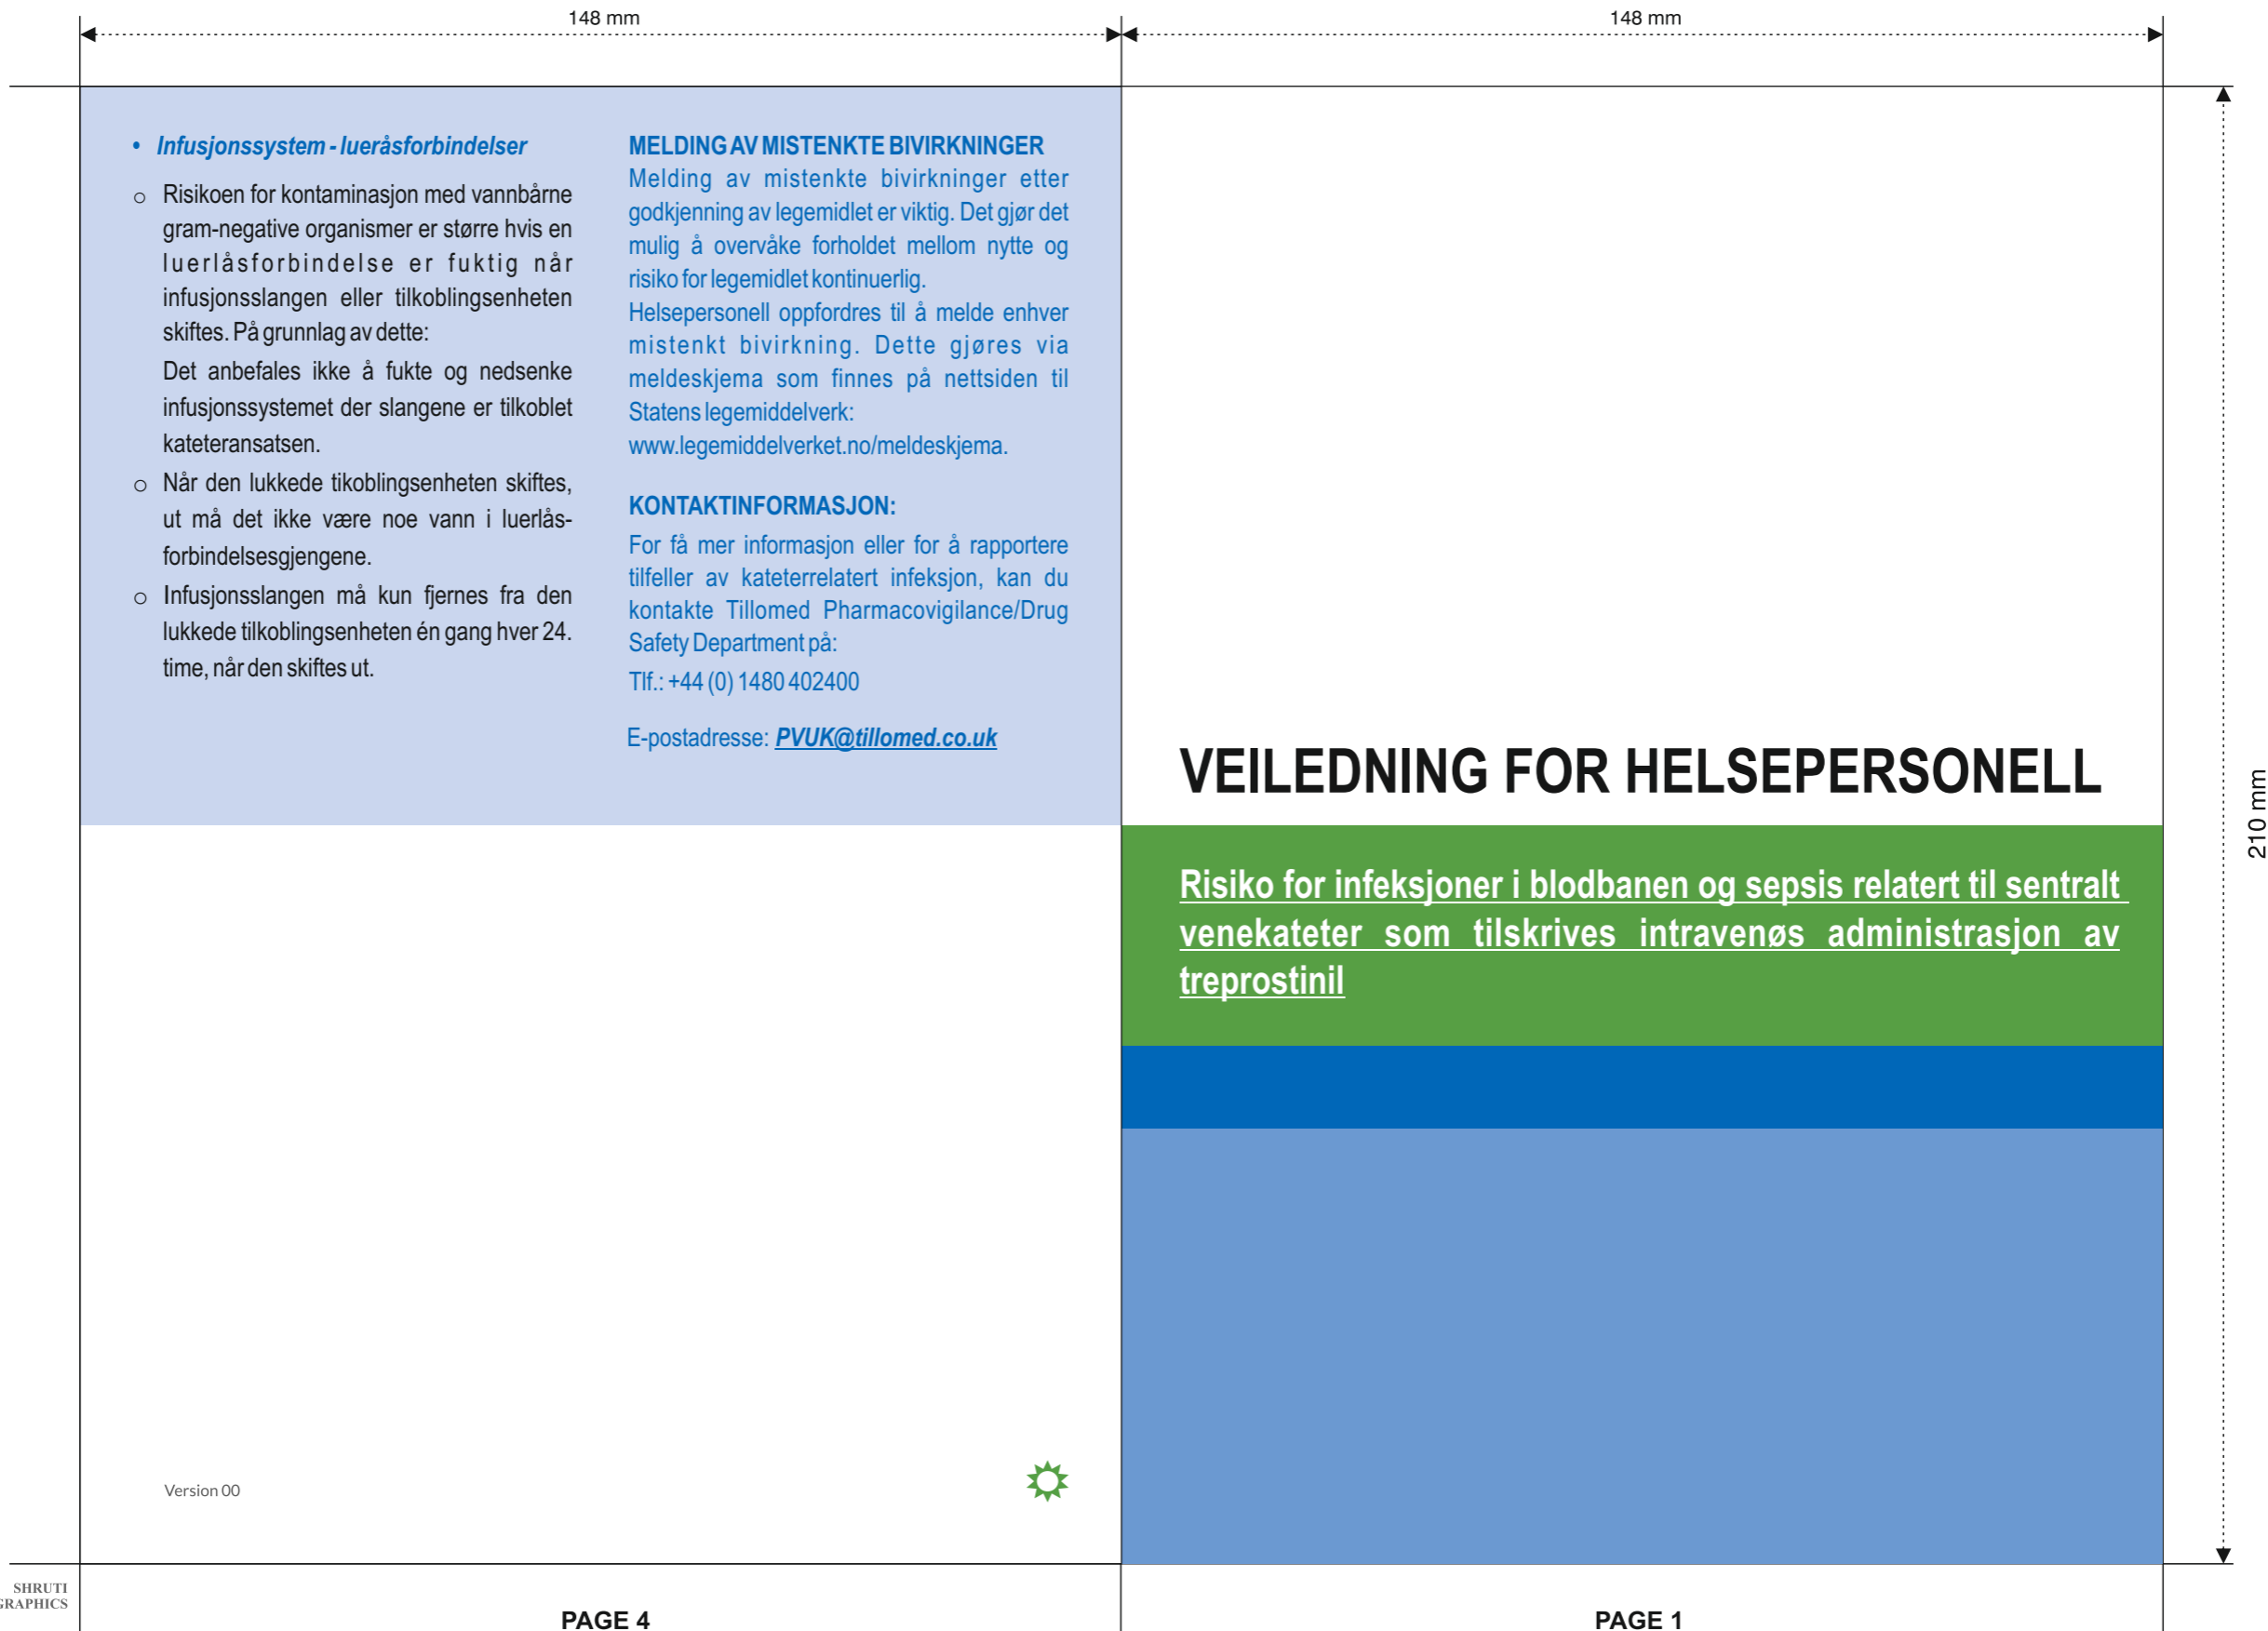 148 mm
148 mm
• Infusjonssystem - lueråsforbindelser
o Risikoen for kontaminasjon med vannbårne
gram-negative organismer er større hvis en
luerlåsforbindelse er fuktig når
infusjonsslangen eller tilkoblingsenheten
skiftes. På grunnlag av dette:
Det anbefales ikke å fukte og nedsenke
infusjonssystemet der slangene er tilkoblet
kateteransatsen.
o Når den lukkede tikoblingsenheten skiftes,
ut må det ikke være noe vann i luerlås-
forbindelsesgjengene.
o Infusjonsslangen må kun fjernes fra den
lukkede tilkoblingsenheten én gang hver 24.
time, når den skiftes ut.
MELDING AV MISTENKTE BIVIRKNINGER
Melding av mistenkte bivirkninger etter
godkjenning av legemidlet er viktig. Det gjør det
mulig å overvåke forholdet mellom nytte og
risiko for legemidlet kontinuerlig.
Helsepersonell oppfordres til å melde enhver
mistenkt bivirkning. Dette gjøres via
meldeskjema som finnes på nettsiden til
Statens legemiddelverk:
www.legemiddelverket.no/meldeskjema.
KONTAKTINFORMASJON:
For få mer informasjon eller for å rapportere
tilfeller av kateterrelatert infeksjon, kan du
kontakte Tillomed Pharmacovigilance/Drug
Safety Department på:
Tlf.: +44 (0) 1480 402400
E-postadresse: PVUK@tillomed.co.uk
Version 00
VEILEDNING FOR HELSEPERSONELL
Risiko for infeksjoner i blodbanen og sepsis relatert til sentralt
venekateter som tilskrives intravenøs administrasjon av
treprostinil
210 mm
SHRUTI
GRAPHICS
PAGE 4
PAGE 1